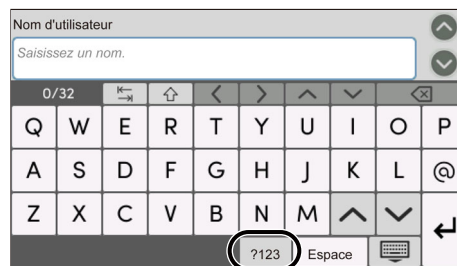 Nom d'utilisateur
Saisissez un nom.
0/32
Q W E R T Y U I O P
A S D F G H J K L @
Z X C V B N M
?123 Espace